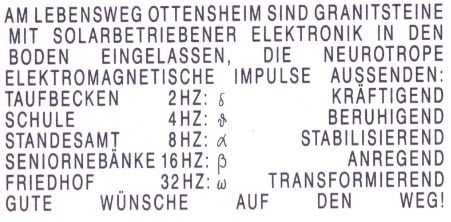 AM LEBENSWEG OTTENSHEIM SIND GRANITSTEINE
MIT SOLARBETRIEBENER ELEKTRONIK IN DEN
BODEN EINGELASSEN, DIE NEUROTROPE
ELEKTROMAGNETISCHE IMPULSE AUSSENDEN:
TAUFBECKEN 2HZ: δ KRÄFTIGEND
SCHULE 4HZ: ϑ BERUHIGEND
STANDESAMT 8HZ: α STABILISIEREND
SENIORNEBÄNKE 16HZ: β ANREGEND
FRIEDHOF 32HZ: ω TRANSFORMIEREND
GUTE WÜNSCHE AUF DEN WEG!